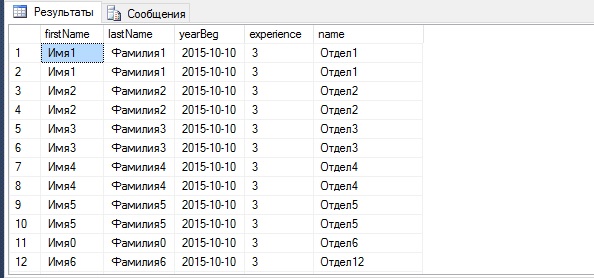 Результаты Сообщения
firstName lastName yearBeg experience name
1 Имя1 Фамилия1 2015-10-10 3 Отдел1
2 Имя1 Фамилия1 2015-10-10 3 Отдел1
3 Имя2 Фамилия2 2015-10-10 3 Отдел2
4 Имя2 Фамилия2 2015-10-10 3 Отдел2
5 Имя3 Фамилия3 2015-10-10 3 Отдел3
6 Имя3 Фамилия3 2015-10-10 3 Отдел3
7 Имя4 Фамилия4 2015-10-10 3 Отдел4
8 Имя4 Фамилия4 2015-10-10 3 Отдел4
9 Имя5 Фамилия5 2015-10-10 3 Отдел5
10 Имя5 Фамилия5 2015-10-10 3 Отдел5
11 Имя0 Фамилия0 2015-10-10 3 Отдел6
12 Имя6 Фамилия6 2015-10-10 3 Отдел12